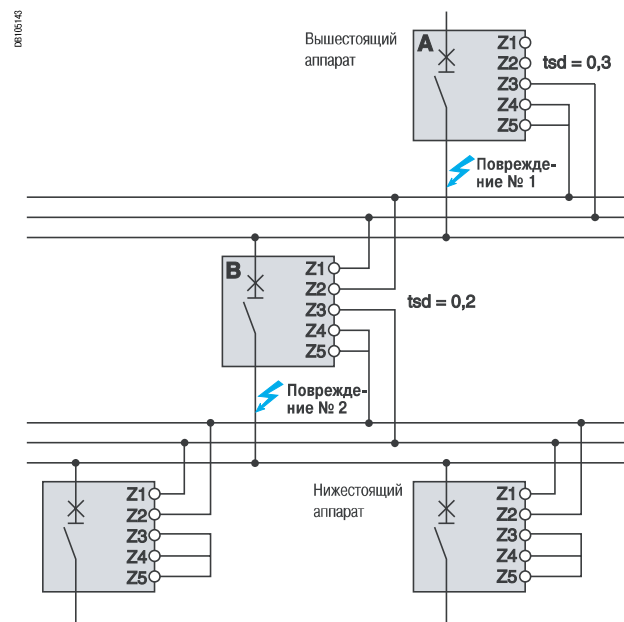 DB105143
Вышестоящий
аппарат
A
Z1
Z2
Z3
Z4
Z5
tsd = 0,3
Поврежде-
ние № 1
B
Z1
Z2
Z3
Z4
Z5
tsd = 0,2
Поврежде-
ние № 2
Z1
Z2
Z3
Z4
Z5
Нижестоящий
аппарат
Z1
Z2
Z3
Z4
Z5